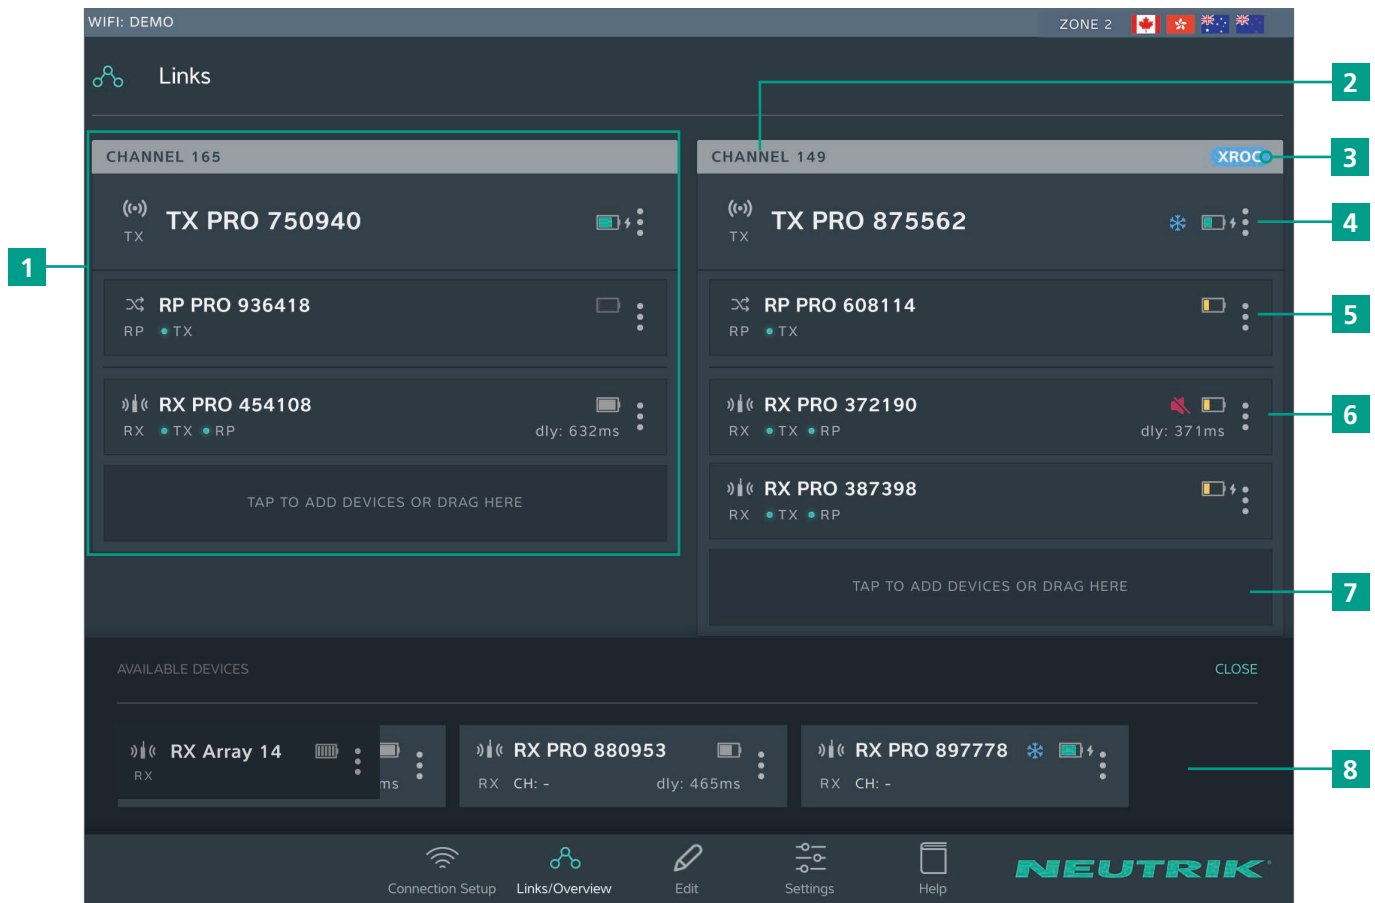 WIFI: DEMO
ZONE 2
Links
2
CHANNEL 165
CHANNEL 149
XROC
3
TX PRO 750940
TX
TX PRO 875562
TX
4
1
RP PRO 936418
RP TX
RP PRO 608114
RP TX
5
RX PRO 454108
RX TX RP
dly: 632ms
RX PRO 372190
RX TX RP
dly: 371ms
6
TAP TO ADD DEVICES OR DRAG HERE
RX PRO 387398
RX TX RP
TAP TO ADD DEVICES OR DRAG HERE
7
AVAILABLE DEVICES
CLOSE
RX Array 14
RX
ms
RX PRO 880953
RX CH: -
dly: 465ms
RX PRO 897778
RX CH: -
8
Connection Setup
Links/Overview
Edit
Settings
Help
NEUTRIK